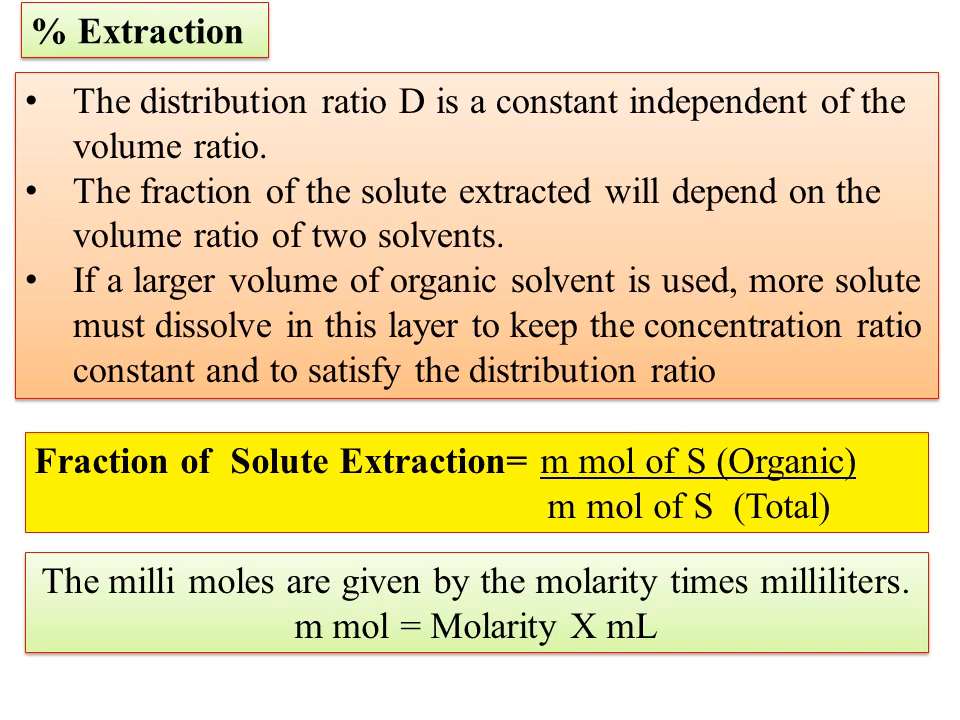 % Extraction
• The distribution ratio D is a constant independent of the
volume ratio.
• The fraction of the solute extracted will depend on the
volume ratio of two solvents.
• If a larger volume of organic solvent is used, more solute
must dissolve in this layer to keep the concentration ratio
constant and to satisfy the distribution ratio
Fraction of Solute Extraction= m mol of S (Organic)
m mol of S (Total)
The milli moles are given by the molarity times milliliters.
m mol = Molarity X mL